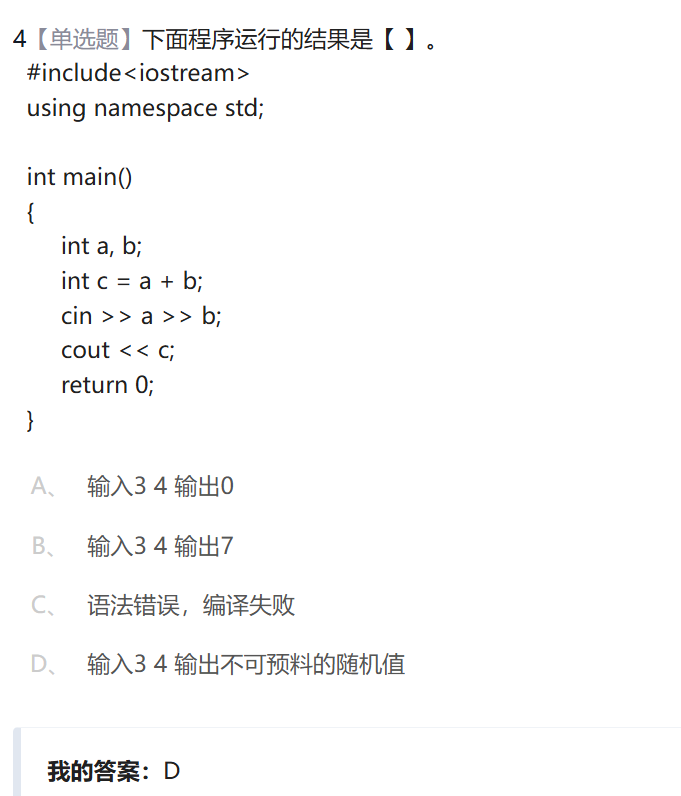 4【单选题】下面程序运行的结果是【 】。
#include<iostream>
using namespace std;
int main()
{
int a, b;
int c = a + b;
cin >> a >> b;
cout << c;
return 0;
}
A、 输入3 4 输出0
B、 输入3 4 输出7
C、 语法错误，编译失败
D、 输入3 4 输出不可预料的随机值
我的答案：D